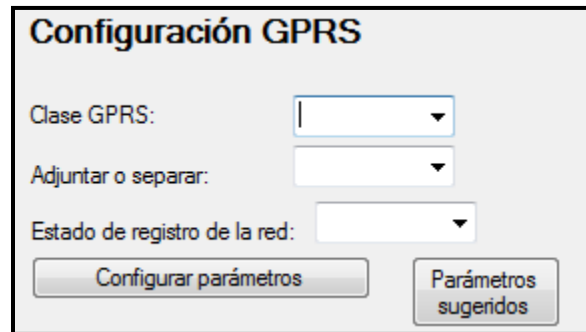 Configuración GPRS
Clase GPRS:
Adjuntar o separar:
Estado de registro de la red:
Configurar parámetros
Parámetros
sugeridos